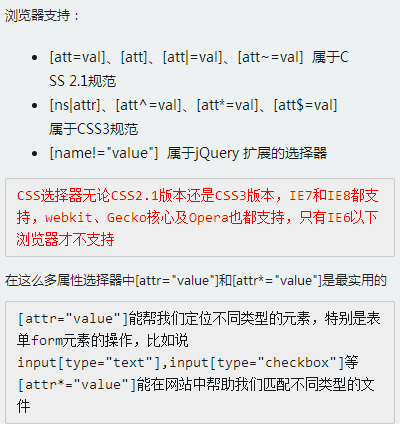 浏览器支持：
[att=val]、[att]、[att|=val]、[att~=val]  属于C
SS 2.1规范
[ns|attr]、[att^=val]、[att*=val]、[att$=val]
属于CSS3规范
[name!="value"]  属于jQuery 扩展的选择器
CSS选择器无论CSS2.1版本还是CSS3版本，IE7和IE8都支
持，webkit、Gecko核心及Opera也都支持，只有IE6以下
浏览器才不支持
在这么多属性选择器中[attr="value"]和[attr*="value"]是最实用的
[attr="value"]能帮我们定位不同类型的元素，特别是表
单form元素的操作，比如说
input[type="text"],input[type="checkbox"]等
[attr*="value"]能在网站中帮助我们匹配不同类型的文
件